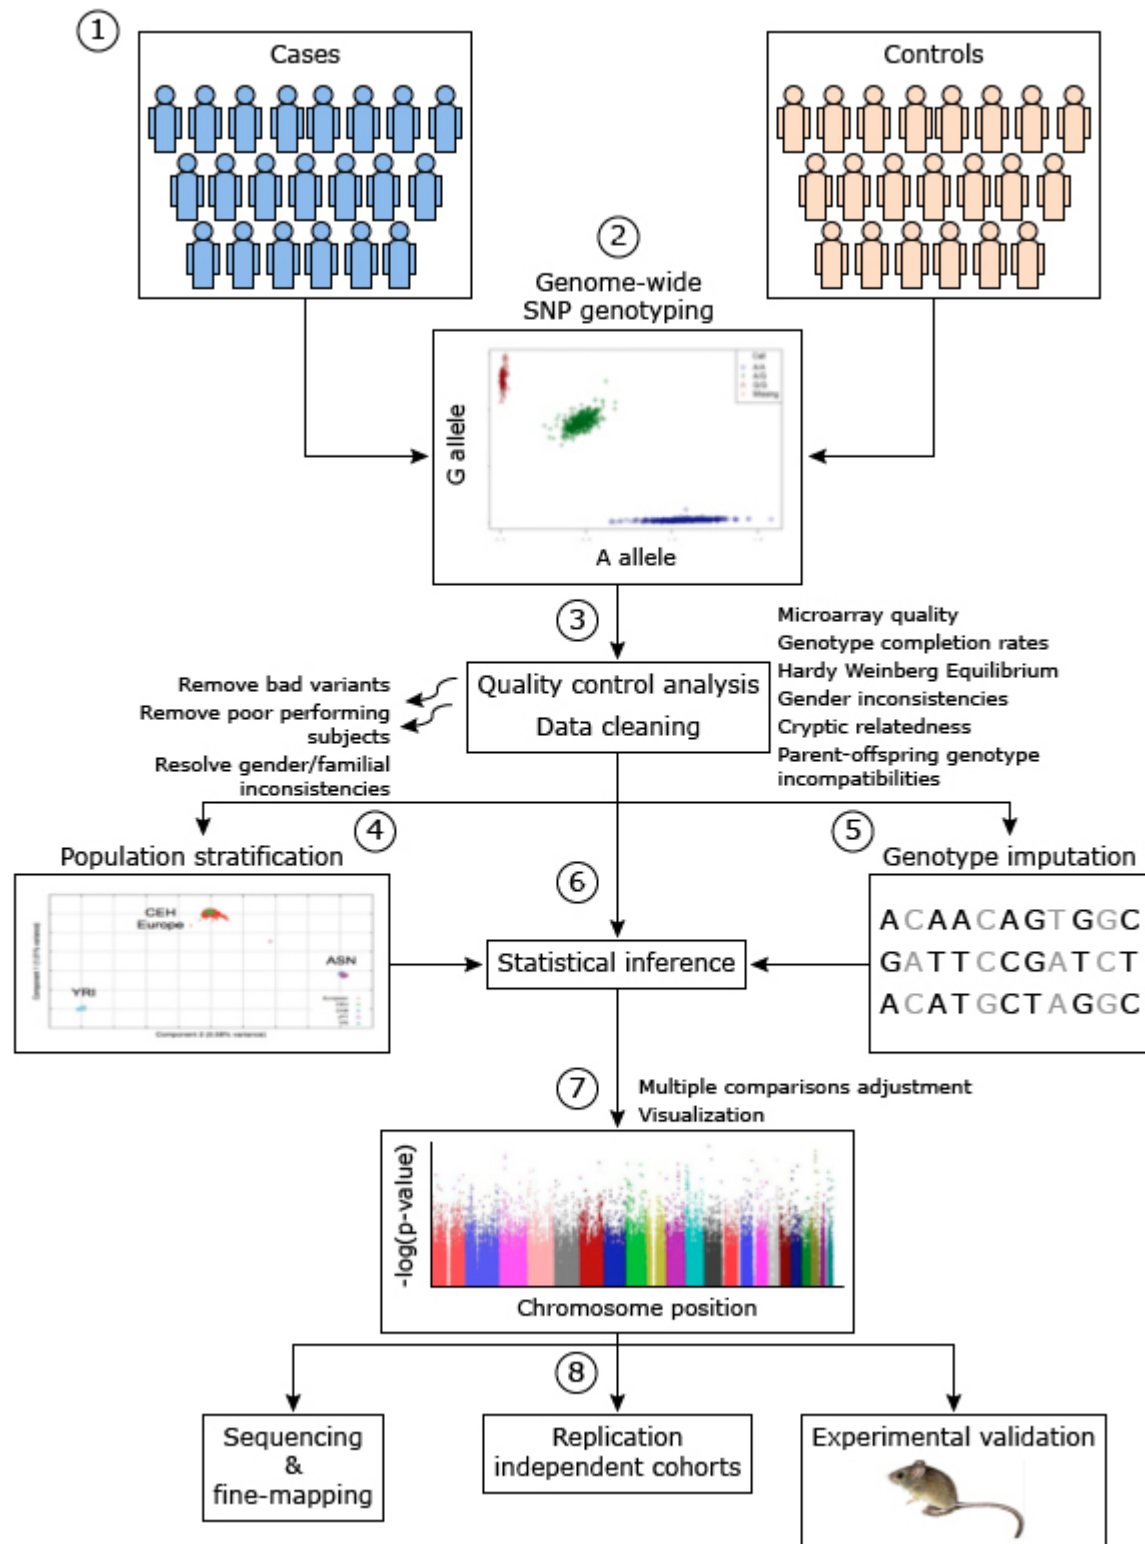 1
Cases
Controls
2
Genome-wide
SNP genotyping
Call
A/A
A/G
G/G
Missing
G allele
A allele
3
Microarray quality
Genotype completion rates
Hardy Weinberg Equilibrium
Gender inconsistencies
Cryptic relatedness
Parent-offspring genotype
incompatibilities
Quality control analysis
Data cleaning
Remove bad variants
Remove poor performing
subjects
Resolve gender/familial
inconsistencies
4
Population stratification
CEH
Europe
ASN
YRI
5
Genotype imputation
ACAACAGTGGC
GATTCCGATCT
ACATGCTAGGC
6
Statistical inference
7
Multiple comparisons adjustment
Visualization
-log(p-value)
Chromosome position
8
Sequencing
&
fine-mapping
Replication
independent cohorts
Experimental validation